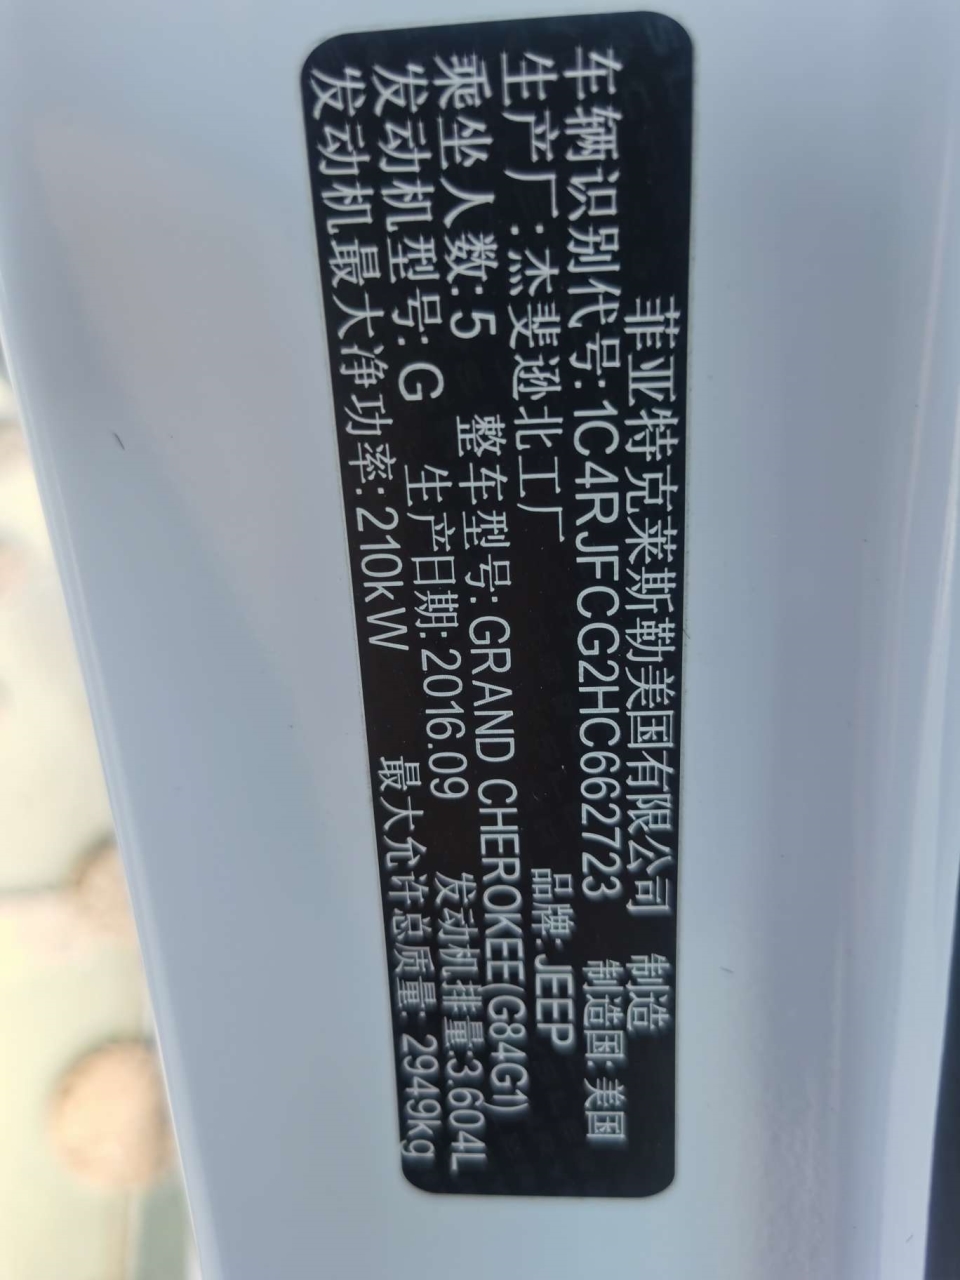 菲亚特克莱斯勒美国有限公司 制造
车辆识别代号: 1C4RJFCG2HC662723 制造国: 美国
生产厂: 杰斐逊北工厂 品牌: JEEP
乘坐人数: 5 整车型号: GRAND CHEROKEE(G84G1)
发动机型号: G 生产日期: 2016.09 发动机排量:3.604L
发动机最大净功率: 210kW 最大允许总质量: 2949kg